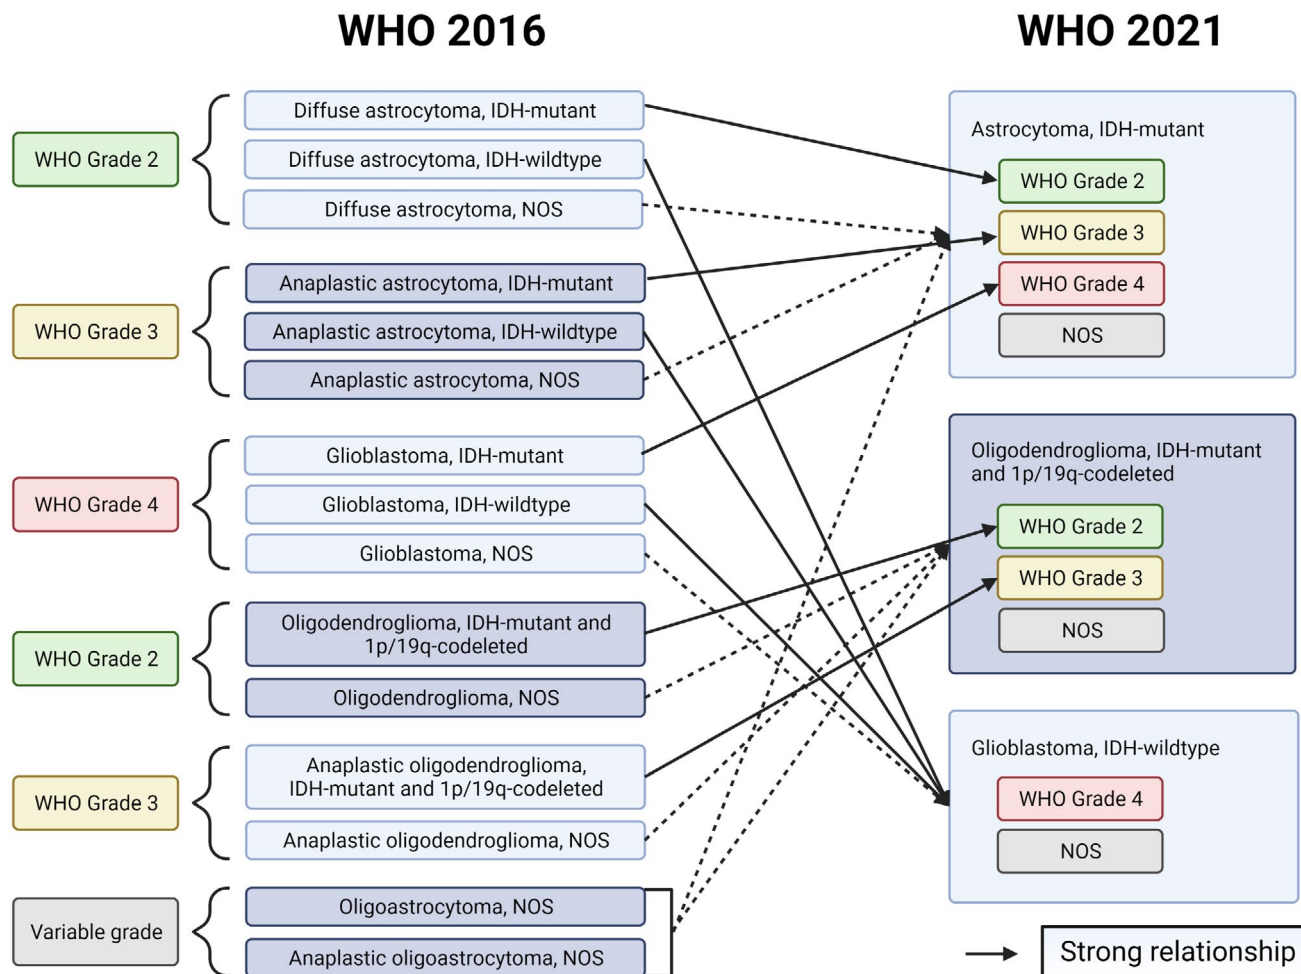 WHO 2016
WHO 2021
WHO Grade 2
Diffuse astrocytoma, IDH-mutant
Diffuse astrocytoma, IDH-wildtype
Diffuse astrocytoma, NOS
WHO Grade 3
Anaplastic astrocytoma, IDH-mutant
Anaplastic astrocytoma, IDH-wildtype
Anaplastic astrocytoma, NOS
WHO Grade 4
Glioblastoma, IDH-mutant
Glioblastoma, IDH-wildtype
Glioblastoma, NOS
WHO Grade 2
Oligodendroglioma, IDH-mutant and
1p/19q-codeleted
Oligodendroglioma, NOS
WHO Grade 3
Anaplastic oligodendroglioma,
IDH-mutant and 1p/19q-codeleted
Anaplastic oligodendroglioma, NOS
Variable grade
Oligoastrocytoma, NOS
Anaplastic oligoastrocytoma, NOS
Astrocytoma, IDH-mutant
WHO Grade 2
WHO Grade 3
WHO Grade 4
NOS
Oligodendroglioma, IDH-mutant
and 1p/19q-codeleted
WHO Grade 2
WHO Grade 3
NOS
Glioblastoma, IDH-wildtype
WHO Grade 4
NOS
Strong relationship